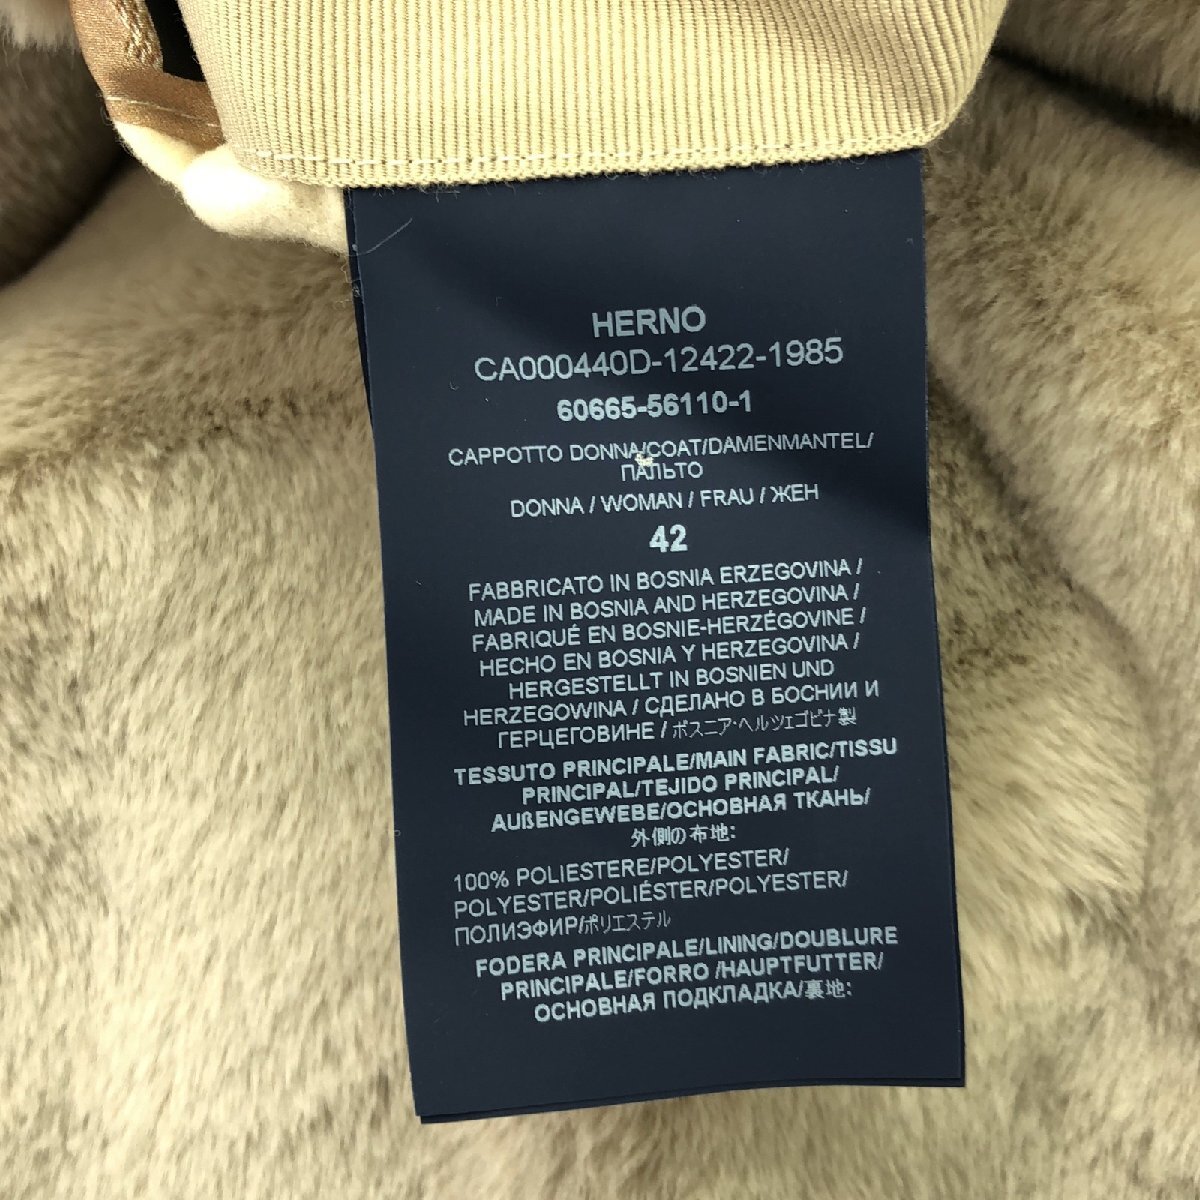 HERNO
CA000440D-12422-1985
60665-56110-1
CAPPOTTO DONNA/COAT/DAMENMANTEL/
ПАЛЬТО
DONNA / WOMAN / FRAU / ЖЕН
42
FABBRICATO IN BOSNIA ERZEGOVINA /
MADE IN BOSNIA AND HERZEGOVINA /
FABRIQUÉ EN BOSNIE-HERZÉGOVINE /
HECHO EN BOSNIA Y HERZEGOVINA /
HERGESTELLT IN BOSNIEN UND
HERZEGOWINA / СДЕЛАНО В БОСНИИ И
ГЕРЦЕГОВИНЕ / ボスニア・ヘルツェゴビナ製
TESSUTO PRINCIPALE/MAIN FABRIC/TISSU
PRINCIPAL/TEJIDO PRINCIPAL/
AUßENGEWEBE/ОСНОВНАЯ ТКАНЬ/
外側の布地:
100% POLIESTERE/POLYESTER/
POLYESTER/POLIÉSTER/POLYESTER/
ПОЛИЭФИР/ポリエステル
FODERA PRINCIPALE/LINING/DOUBLURE
PRINCIPALE/FORRO /HAUPTFUTTER/
ОСНОВНАЯ ПОДКЛАДКА/裏地: